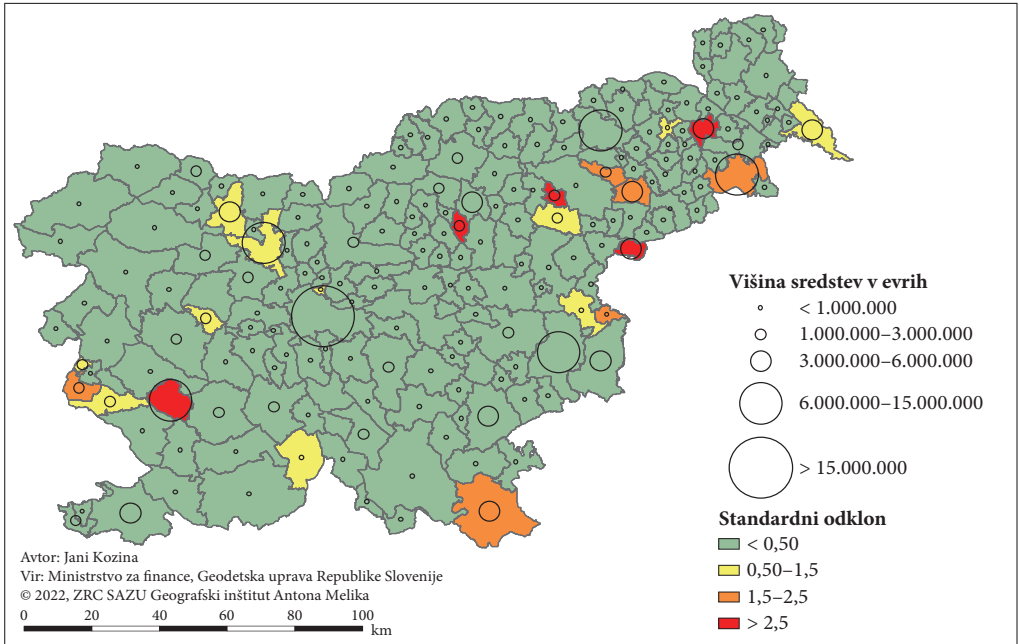 Višina sredstev v evrih
< 1.000.000
1.000.000–3.000.000
3.000.000–6.000.000
6.000.000–15.000.000
> 15.000.000
Standardni odklon
< 0,50
0,50–1,5
1,5–2,5
> 2,5
Avtor: Jani Kozina
Vir: Ministrstvo za finance, Geodetska uprava Republike Slovenije
© 2022, ZRC SAZU Geografski inštitut Antona Melika
0 20 40 60 80 100
km